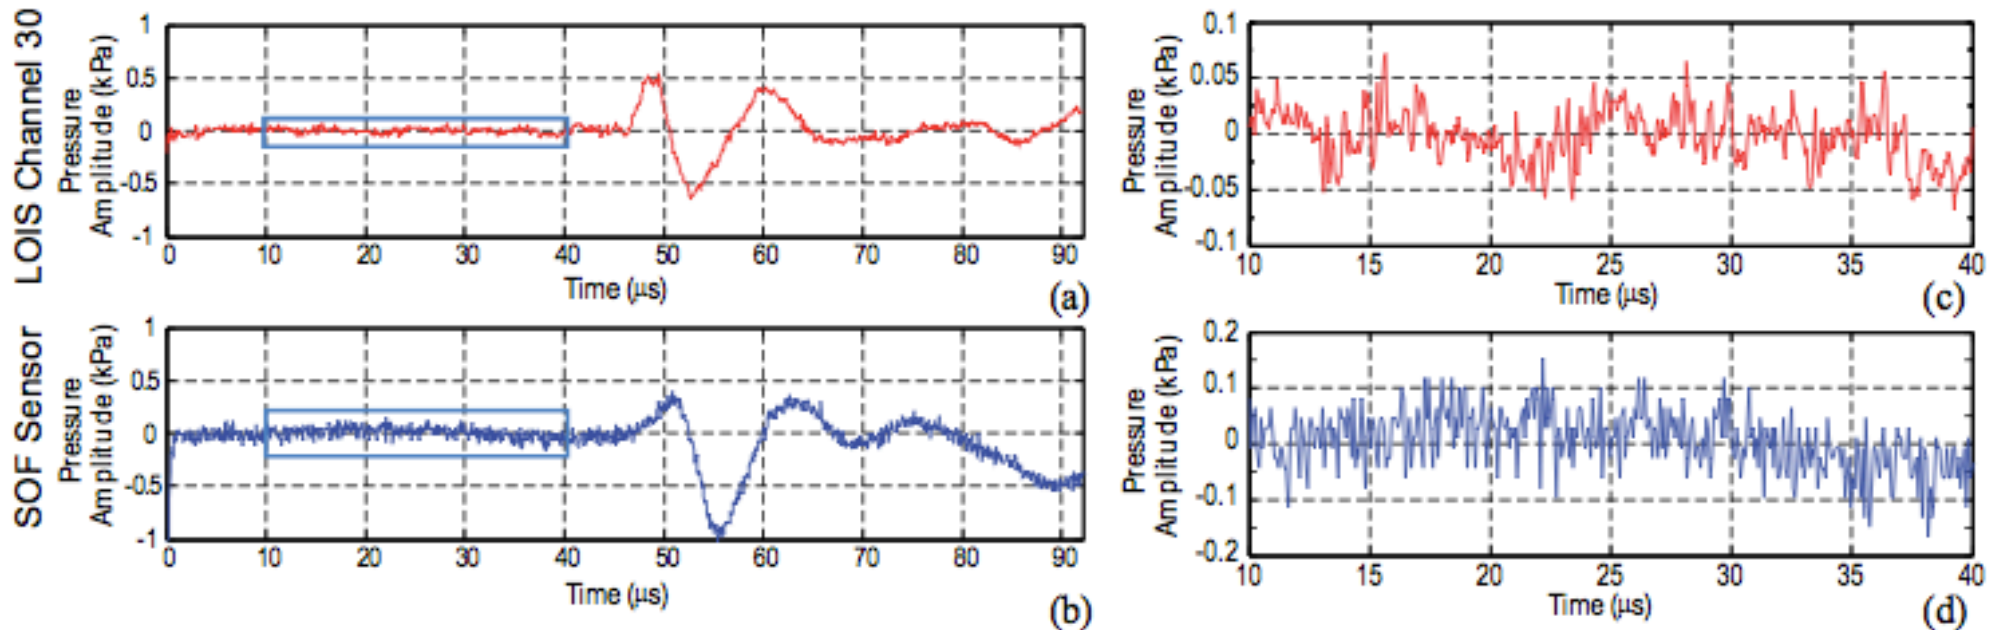 LOIS Channel 30
Pressure
Amplitude (kPa)
1
0.5
0
-0.5
-1
0 10 20 30 40 50 60 70 80 90
Time (μs)
(a)
Pressure
Amplitude (kPa)
0.1
0.05
0
-0.05
-0.1
10 15 20 25 30 35 40
Time (μs)
(c)
SOF Sensor
Pressure
Amplitude (kPa)
1
0.5
0
-0.5
-1
0 10 20 30 40 50 60 70 80 90
Time (μs)
(b)
Pressure
Amplitude (kPa)
0.2
0.1
0
-0.1
-0.2
10 15 20 25 30 35 40
Time (μs)
(d)